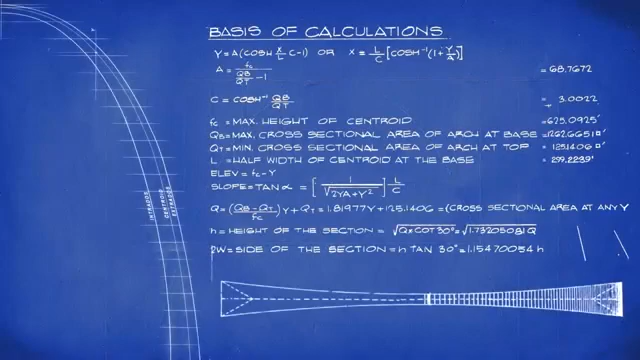 BASIS OF CALCULATIONS
Y = A (COSH X/L C-1) OR X = L/C [COSH⁻¹(1+Y/A)]
A = fc / (QB/QT - 1) = 68.7672
C = COSH⁻¹ QB/QT = 3.0022
fc = MAX. HEIGHT OF CENTROID = 625.0925'
QB = MAX. CROSS SECTIONAL AREA OF ARCH AT BASE = 1262.6651□'
QT = MIN. CROSS SECTIONAL AREA OF ARCH AT TOP = 125.1406□'
L = HALF WIDTH OF CENTROID AT THE BASE = 299.2239'
ELEV = fc-Y
SLOPE = TAN α = [1/√(2YA+Y²)] - L/C
Q = (QB-QT/fc) Y + QT = 1.81977Y + 125.1406 = (CROSS SECTIONAL AREA AT ANY Y
h = HEIGHT OF THE SECTION = √(Q×COT 30°) = √(1.7320508)Q
2W = SIDE OF THE SECTION = h TAN 30° = 1.15470054 h
INTRADOS
CENTROID
EXTRADOS